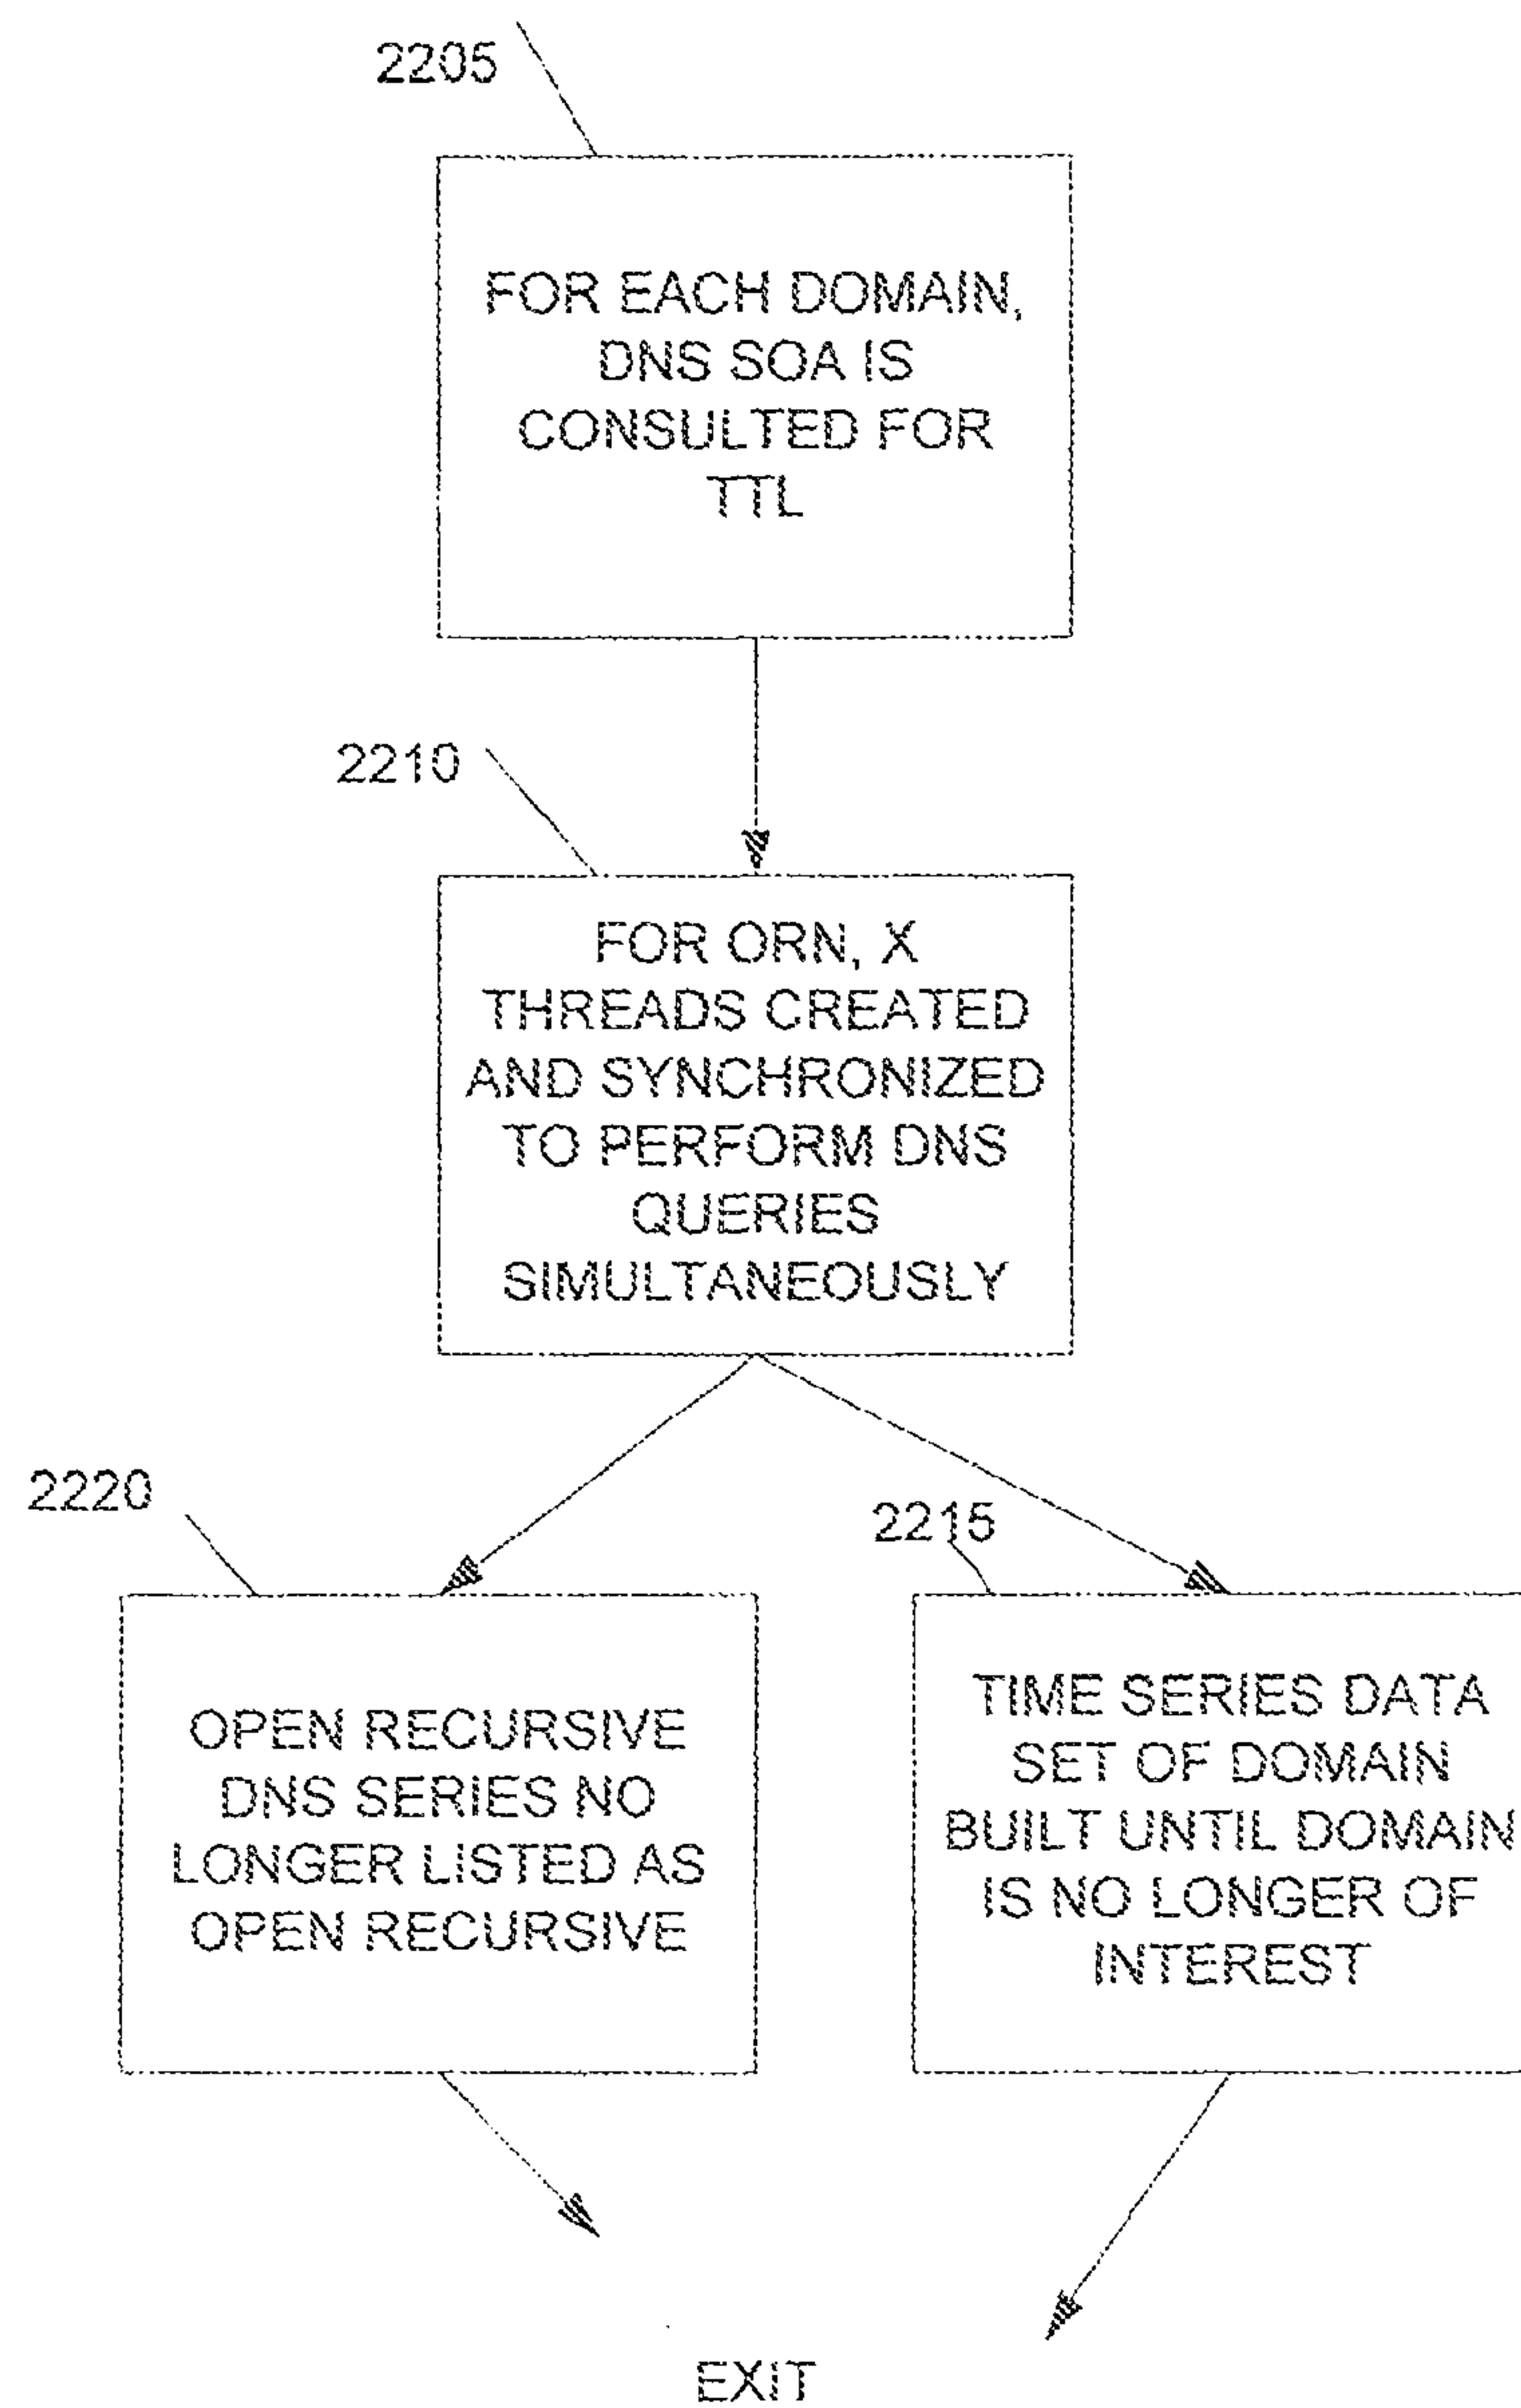 2205
FOR EACH DOMAIN,
DNS SOA IS
CONSULTED FOR
TTL
2210
FOR ORN, X
THREADS CREATED
AND SYNCHRONIZED
TO PERFORM DNS
QUERIES
SIMULTANEOUSLY
2220
OPEN RECURSIVE
DNS SERIES NO
LONGER LISTED AS
OPEN RECURSIVE
2215
TIME SERIES DATA
SET OF DOMAIN
BUILT UNTIL DOMAIN
IS NO LONGER OF
INTEREST
EXIT